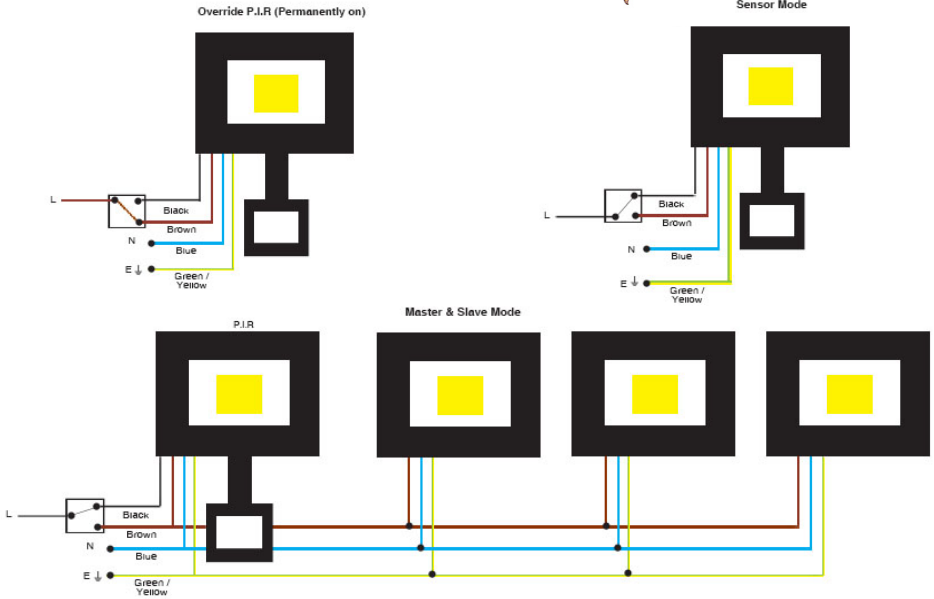 Override P.I.R (Permanently on)
L
Black
Brown
N
Blue
E
Green /
Yellow
Sensor Mode
L
Black
Brown
N
Blue
E
Green /
Yellow
Master & Slave Mode
P.I.R
L
Black
Brown
N
Blue
E
Green /
Yellow